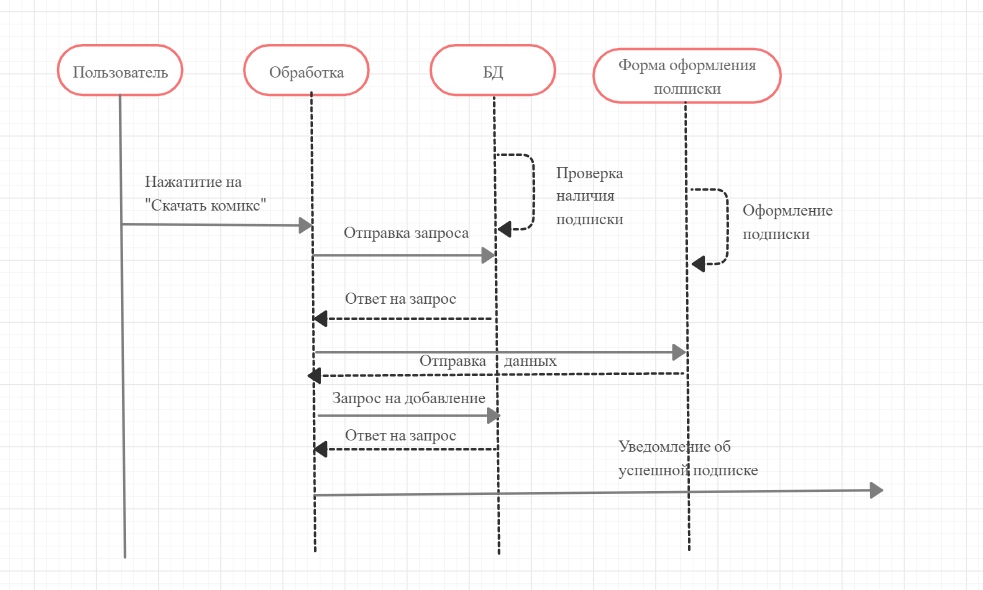 Пользователь
Обработка
БД
Форма оформления
полписки
Нажатитие на
"Скачать комикс"
Проверка
наличия
подписки
Оформление
подписки
Отправка запроса
Ответ на запрос
Отправка данных
Запрос на добавление
Ответ на запрос
Уведомление об
успешной подписке